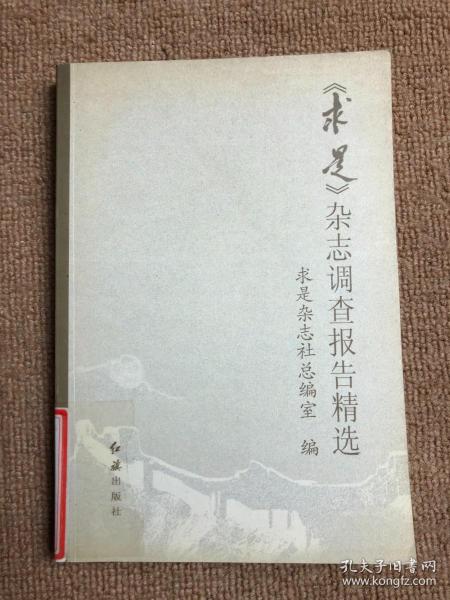 《求是》杂志调查报告精选
求是杂志社总编室 编
红旗出版社
孔夫子旧书网
www.kongfz.com